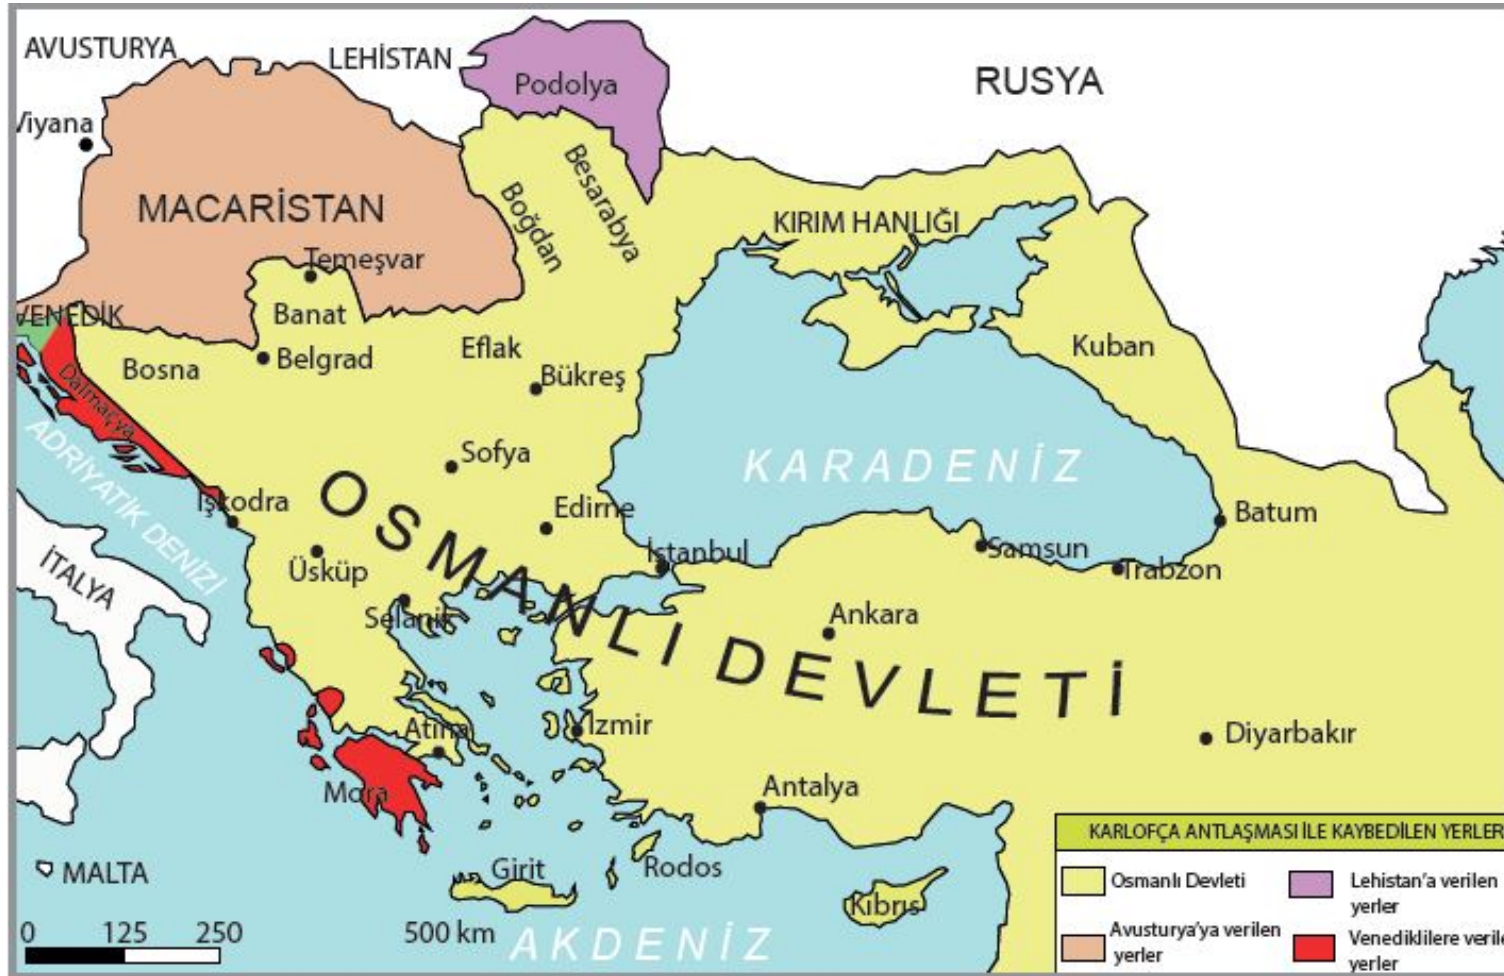 AVUSTURYA
LEHİSTAN
Podolya
RUSYA
Viyana
MACARİSTAN
Besarabya
Boğdan
KIRIM HANLIĞI
Temeşvar
VENEDİK
Banat
Bosna
Belgrad
Eflak
Bükreş
Kuban
Dalmaçya
ADRİYATİK DENİZİ
Sofya
KARADENİZ
İşkodra
Edirne
Batum
İTALYA
Üsküp
İstanbul
Samsun
Trabzon
Selanik
Ankara
OSMANLI DEVLETİ
Atina
İzmir
Diyarbakır
Mora
Antalya
MALTA
Girit
Rodos
Kıbrıs
AKDENİZ
0 125 250 500 km
KARLOFÇA ANTLAŞMASI İLE KAYBEDİLEN YERLER
Osmanlı Devleti
Lehistan'a verilen
yerler
Avusturya'ya verilen
yerler
Venediklilere verile
yerler